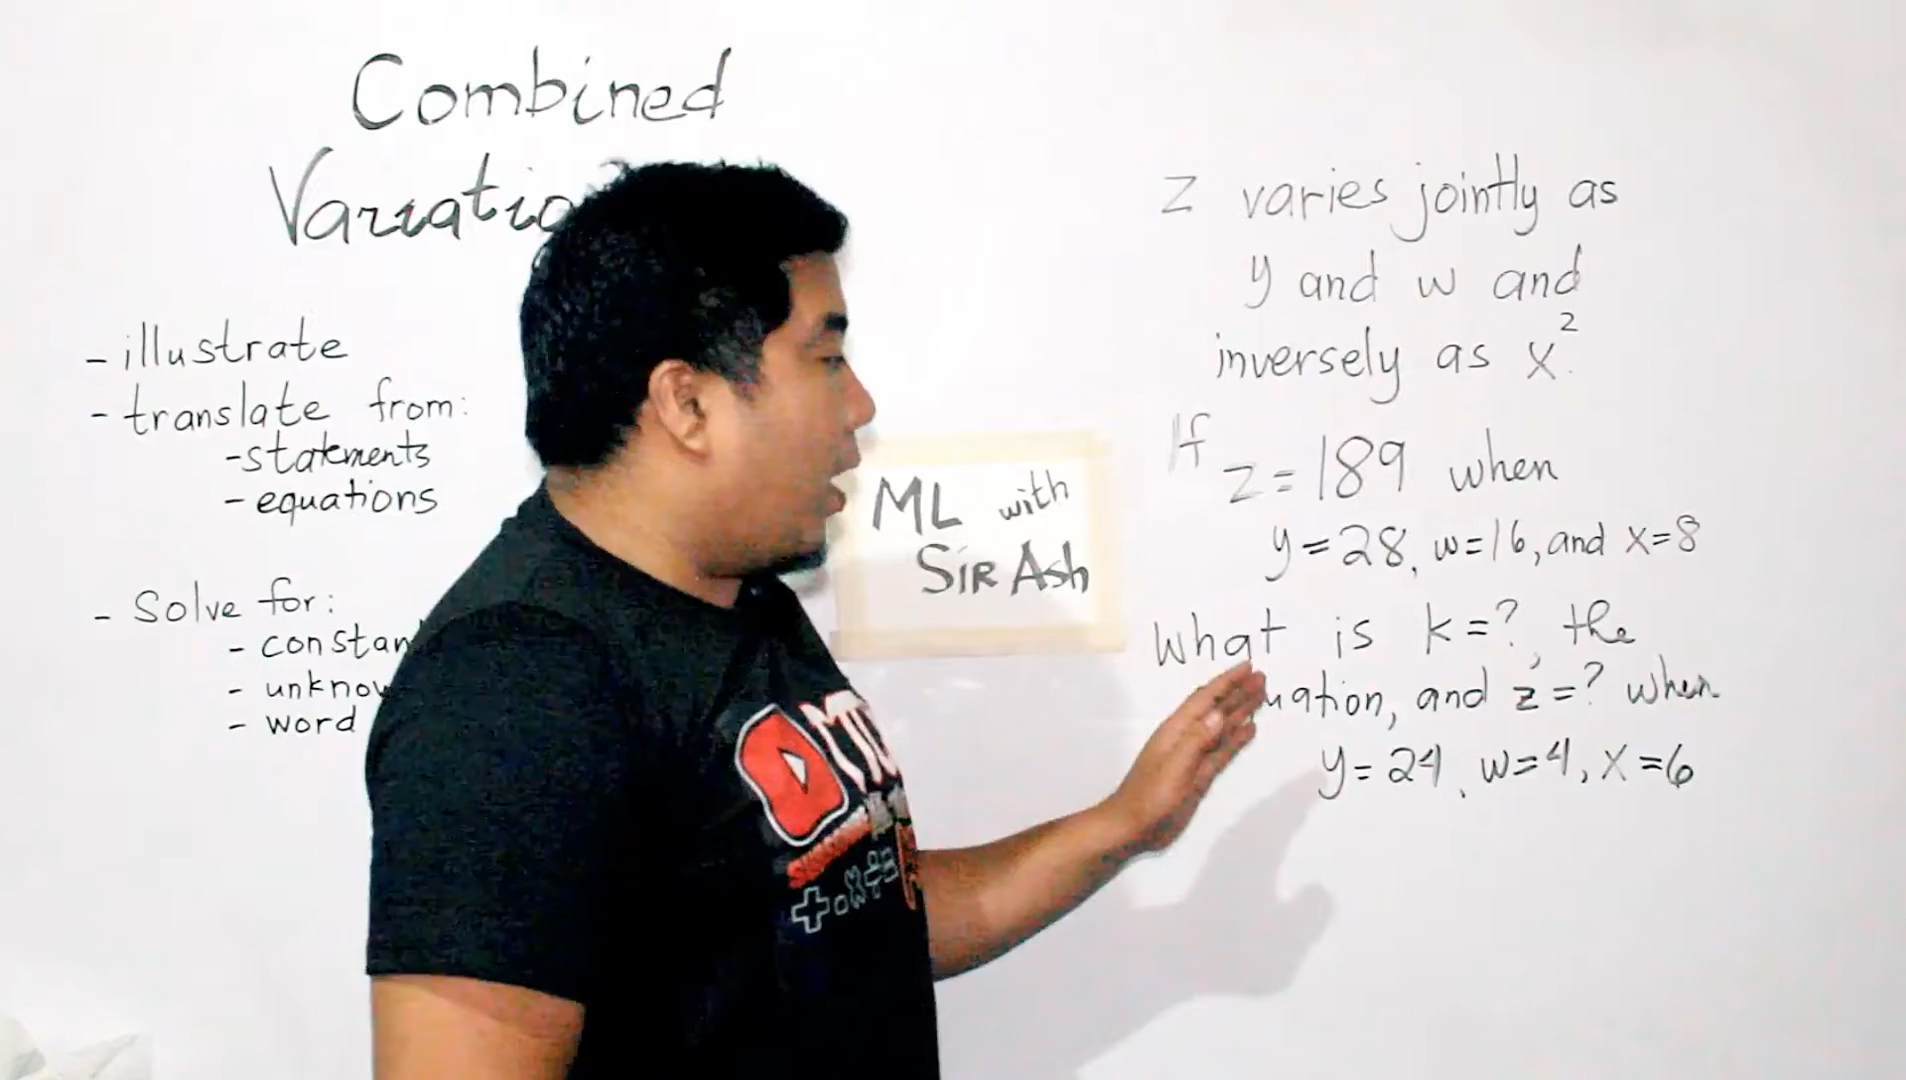 Combined
- illustrate
- translate from:
- statements
- equations
- Solve for:
- word
ML with
SIR Ash
z varies jointly as
y and w and
inversely as x².
If z = 189 when
y = 28, w = 16, and x = 8
What is k = ?, the
and z = ? when
y = 24, w = 4, x = 6